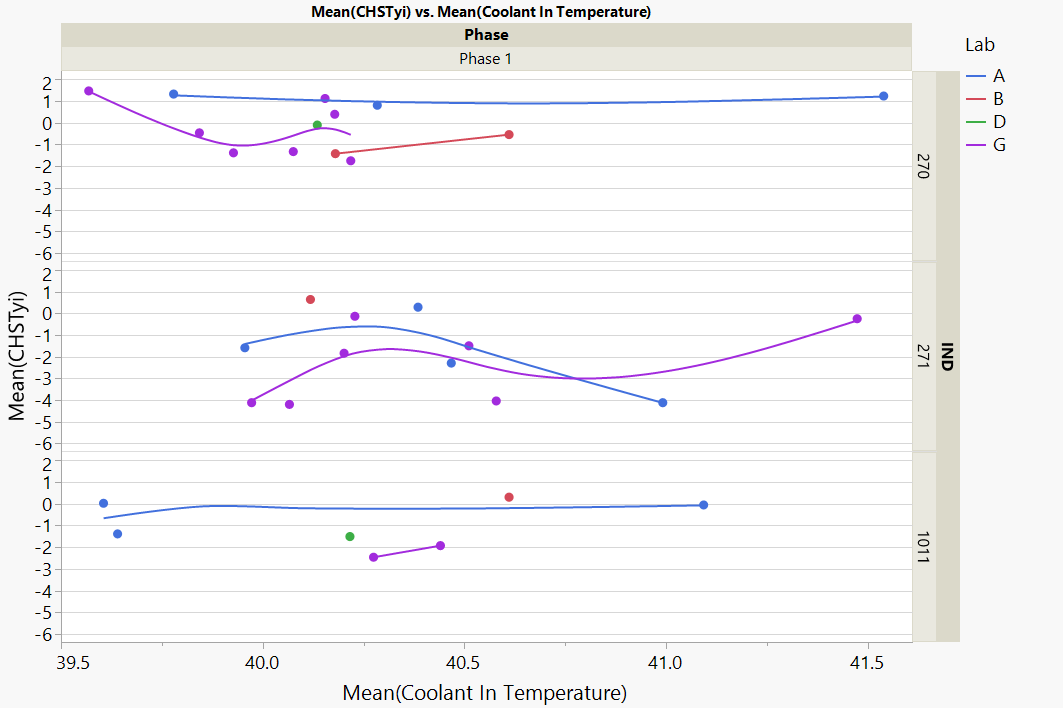 Mean(CHSTyi) vs. Mean(Coolant In Temperature)
Phase
Phase 1
Lab
A
B
D
G
Mean(CHSTyi)
2
1
0
-1
-2
-3
-4
-5
-6
270
2
1
0
-1
-2
-3
-4
-5
-6
271
IND
2
1
0
-1
-2
-3
-4
-5
-6
1011
39.5 40.0 40.5 41.0 41.5
Mean(Coolant In Temperature)